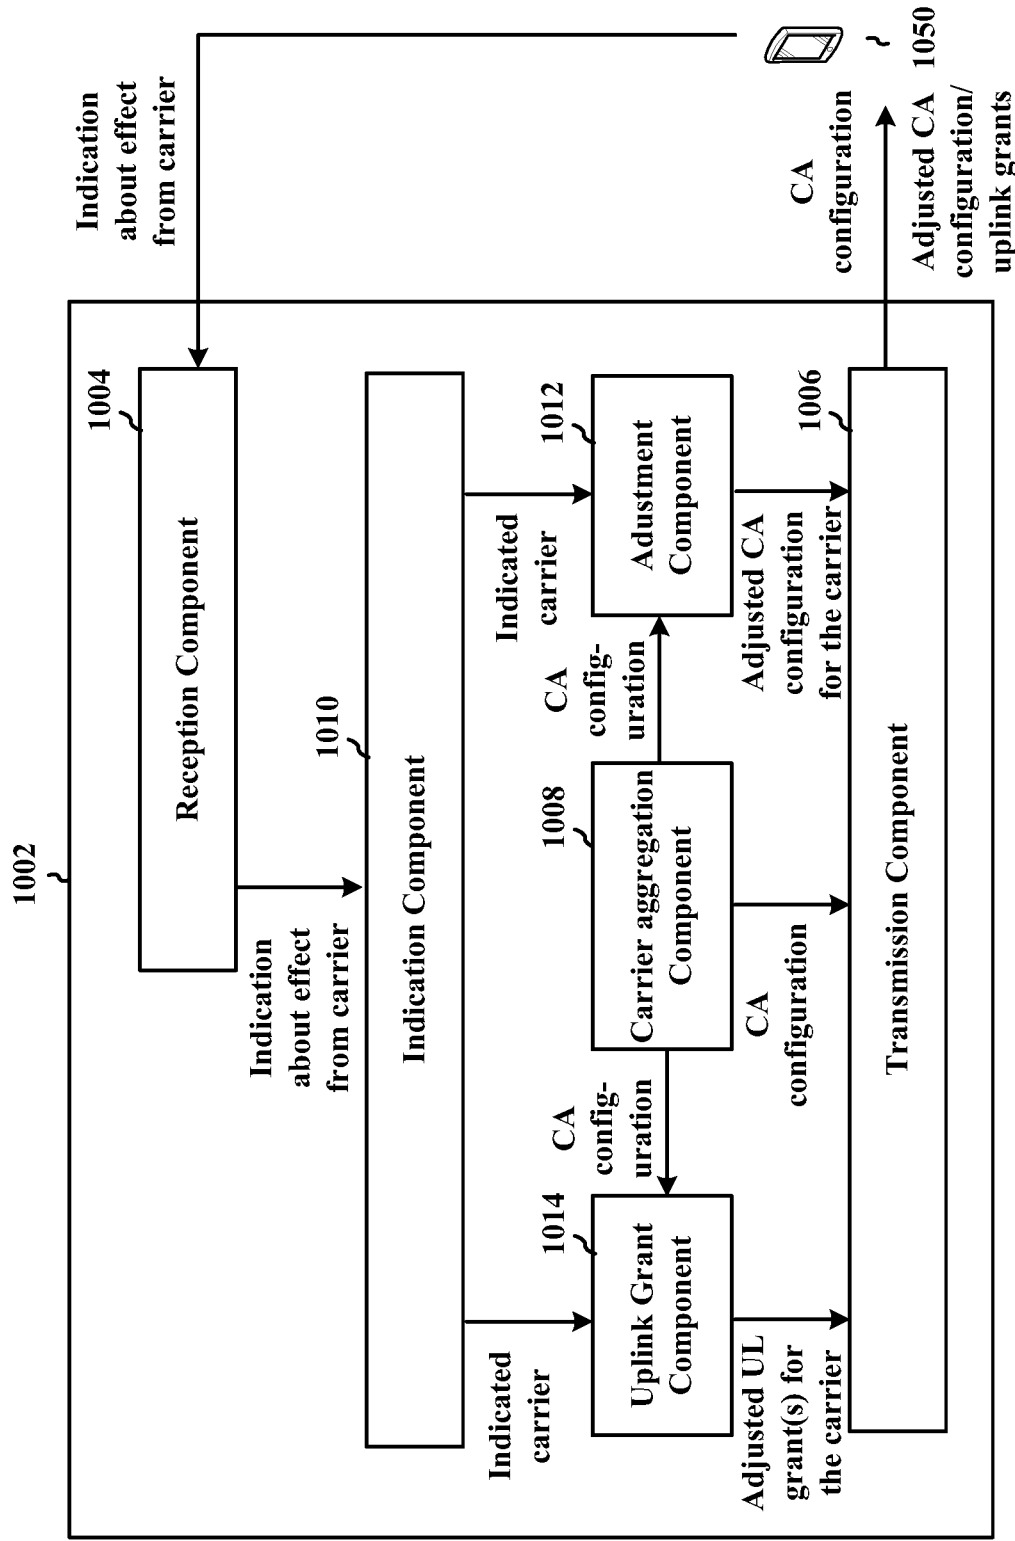 1002
Indication
about effect
from carrier
1004
Reception Component
Indication
about effect
from carrier
1010
Indication Component
Indicated
carrier
Indicated
carrier
1014
Uplink Grant
Component
CA
config-
uration
1008
Carrier aggregation
Component
CA
config-
uration
1012
Adustment
Component
Adjusted UL
grant(s) for
the carrier
CA
configuration
Adjusted CA
configuration
for the carrier
1006
Transmission Component
CA
configuration
Adjusted CA
configuration/
uplink grants
1050